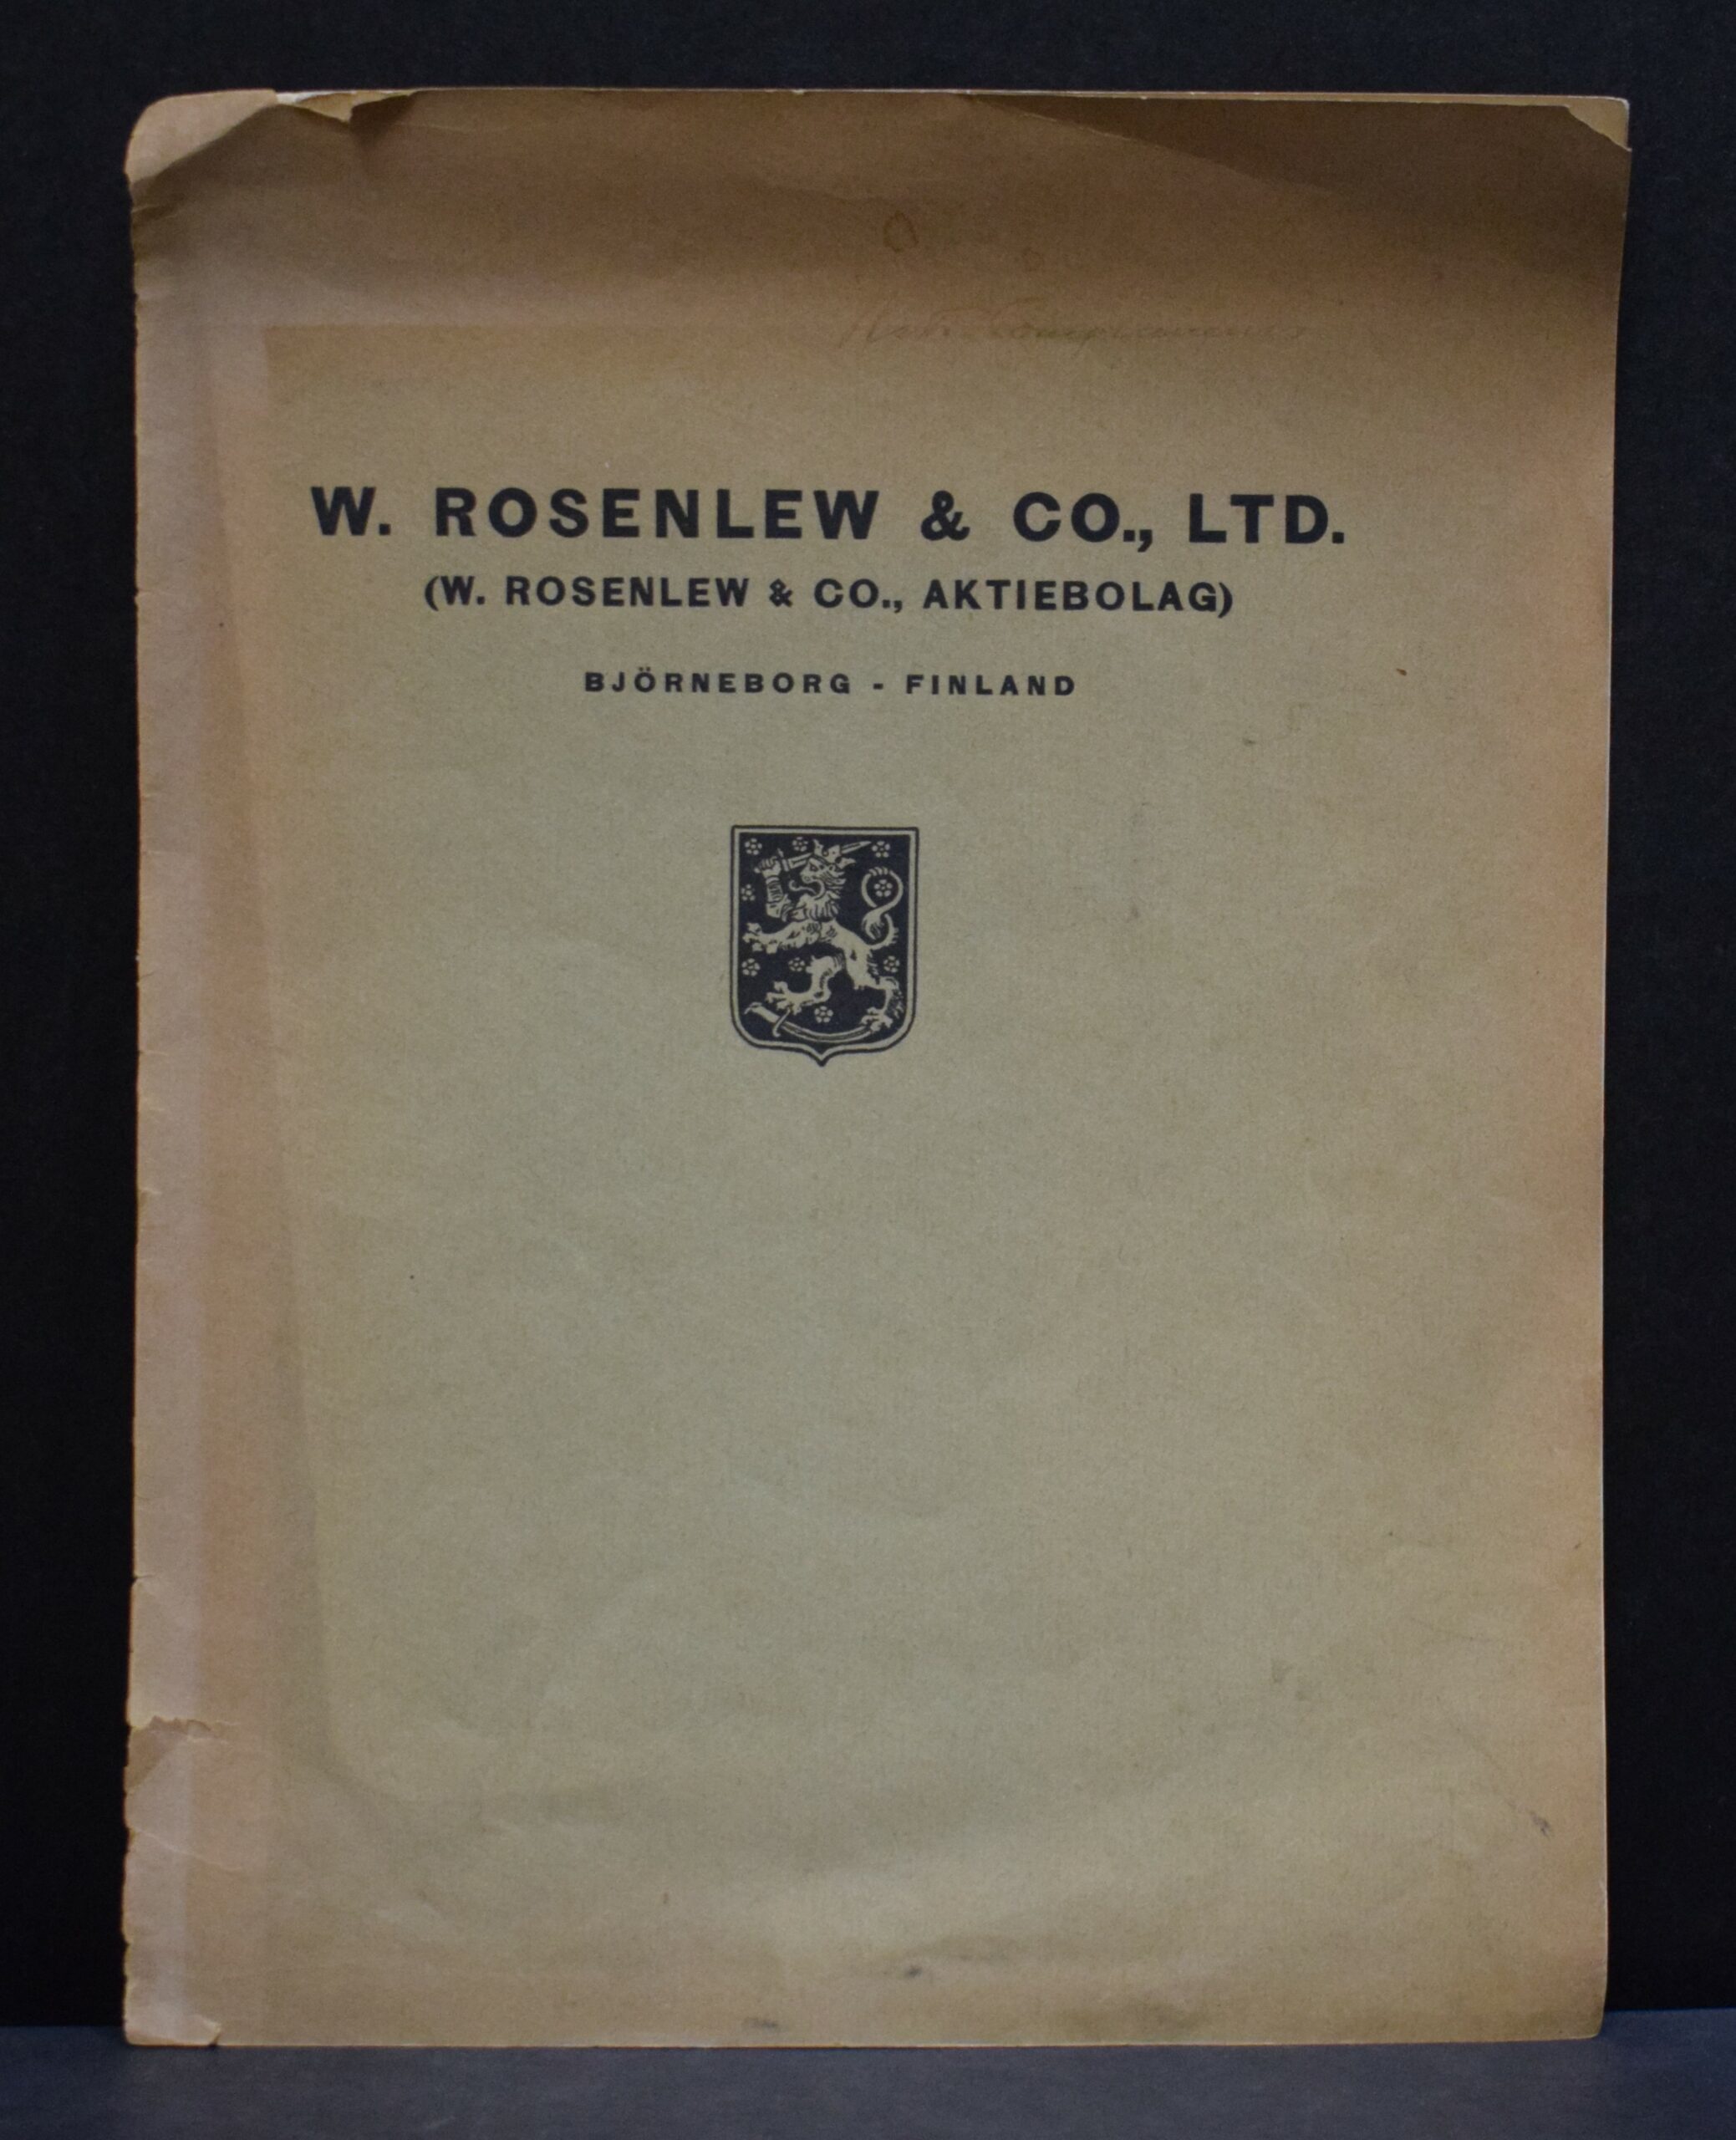 W. ROSENLEW & CO., LTD.
(W. ROSENLEW & CO., AKTIEBOLAG)
BJÖRNEBORG - FINLAND